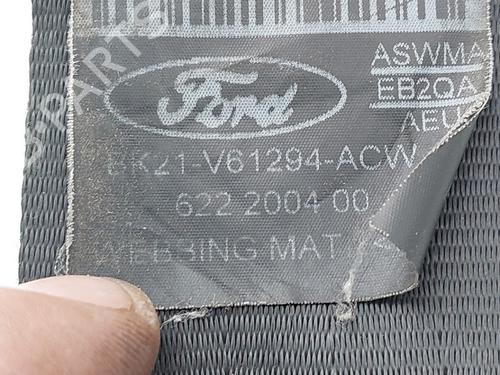 ASWMA
EB2QA
Ford
AEU
BK21-V61294-ACW
622 2004 00
WEBBING MAT